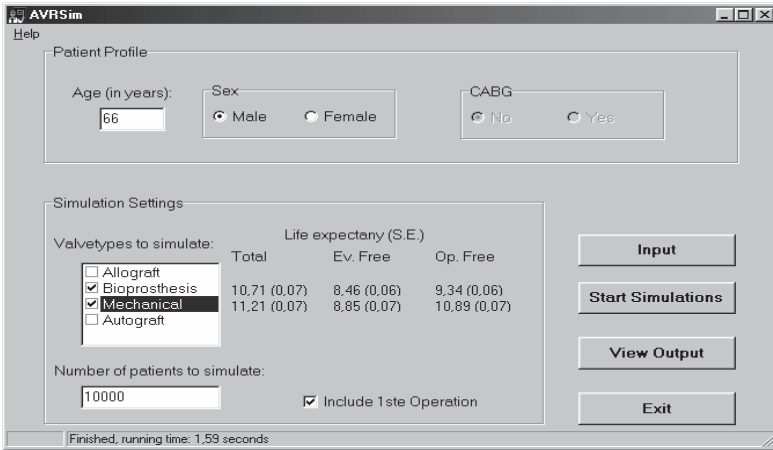 AVRSim
Help
Patient Profile
Age (in years):
66
Sex
Male Female
CABG
No Yes
Simulation Settings
Valvetypes to simulate:
Life expectany (S.E.)
Total Ev. Free Op. Free
Allograft
Bioprosthesis 10,71 (0,07) 8,46 (0,06) 9,34 (0,06)
Mechanical 11,21 (0,07) 8,85 (0,07) 10,89 (0,07)
Autograft
Number of patients to simulate:
10000
Include 1ste Operation
Input
Start Simulations
View Output
Exit
Finished, running time: 1,59 seconds